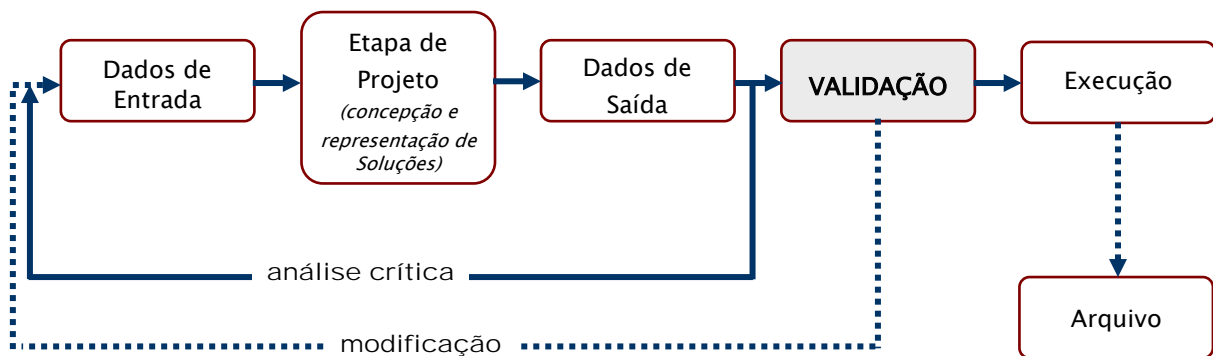 Dados de
Entrada
Etapa de
Projeto
(concepção e
representação de
Soluções)
Dados de
Saída
VALIDAÇÃO
Execução
análise crítica
modificação
Arquivo